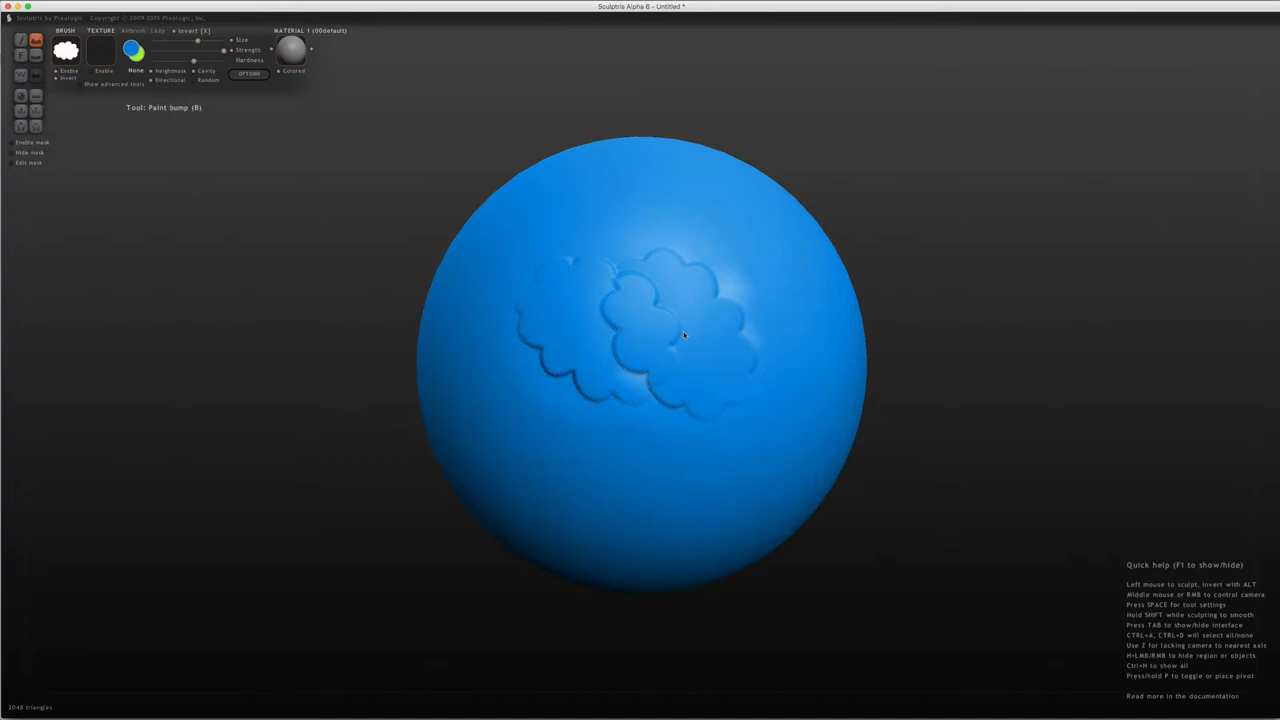 Sculptris Alpha 6 - Untitled *
Sculptris by Pixologic - Copyright © 2009-2015 Pixologic, Inc.
BRUSH TEXTURE Airbrush Lazy Invert [X] MATERIAL 1 (00default)
Size
Strength
Hardness
F
Enable Enable None Heightmask Cavity OPTIONS Colored
Invert Directional Random
Show advanced tools
Tool: Paint bump (B)
Enable mask
Hide mask
Edit mask
Quick help (F1 to show/hide)
Left mouse to sculpt, invert with ALT
Middle mouse or RMB to control camera
Press SPACE for tool settings
Hold SHIFT while sculpting to smooth
Press TAB to show/hide interface
CTRL+A, CTRL+D will select all/none
Use Z for locking camera to nearest axis
H+LMB/RMB to hide region or objects
Ctrl+H to show all
Press/hold P to toggle or place pivot
Read more in the documentation
2048 triangles